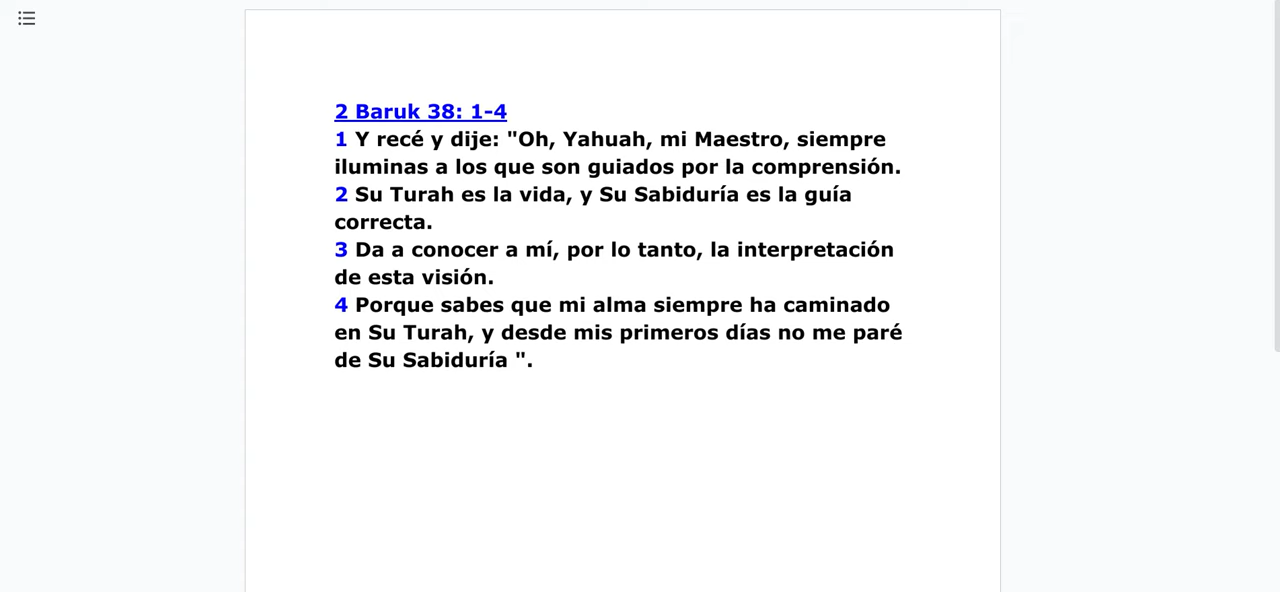 2 Baruk 38: 1-4
1 Y recé y dije: "Oh, Yahuah, mi Maestro, siempre
iluminas a los que son guiados por la comprensión.
2 Su Turah es la vida, y Su Sabiduría es la guía
correcta.
3 Da a conocer a mí, por lo tanto, la interpretación
de esta visión.
4 Porque sabes que mi alma siempre ha caminado
en Su Turah, y desde mis primeros días no me paré
de Su Sabiduría ".